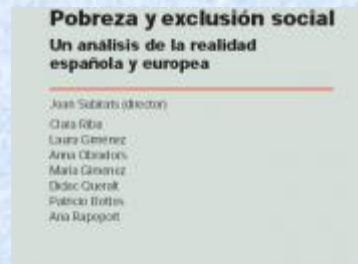 Pobreza y exclusión social
Un análisis de la realidad
española y europea
Joan Subirats (director)
Clara Riba
Laura Giménez
Anna Obradors
Maria Giménez
Dídac Queralt
Patricio Bottos
Ana Rapoport